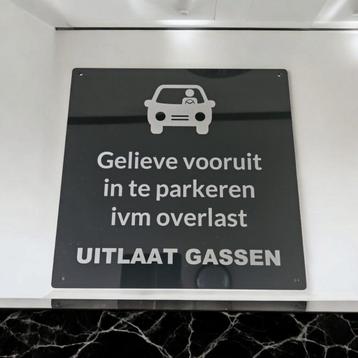 Gelieve vooruit
in te parkeren
ivm overlast
UITLAAT GASSEN